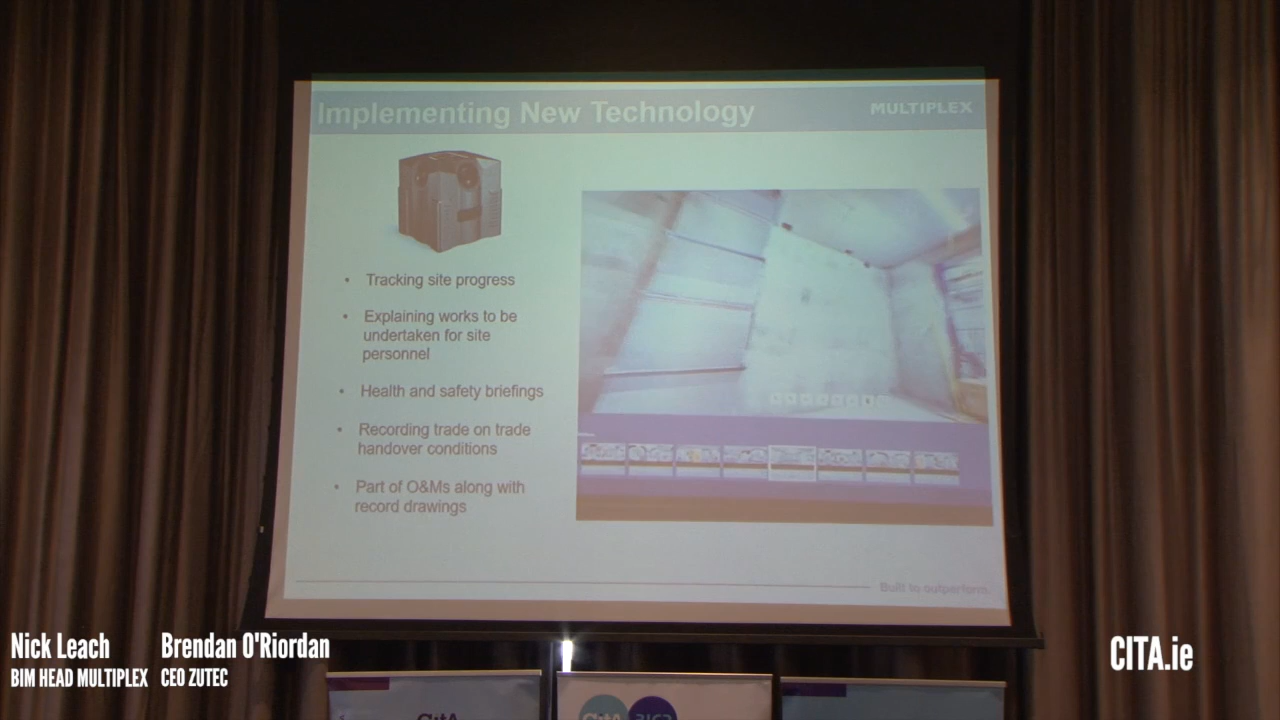 Implementing New Technology
MULTIPLEX
• Tracking site progress
• Explaining works to be
undertaken for site
personnel
• Health and safety briefings
• Recording trade on trade
handover conditions
• Part of O&Ms along with
record drawings
Built to outperform
Nick Leach
BIM HEAD MULTIPLEX
Brendan O'Riordan
CEO ZUTEC
CITA.ie
CitA
CitA